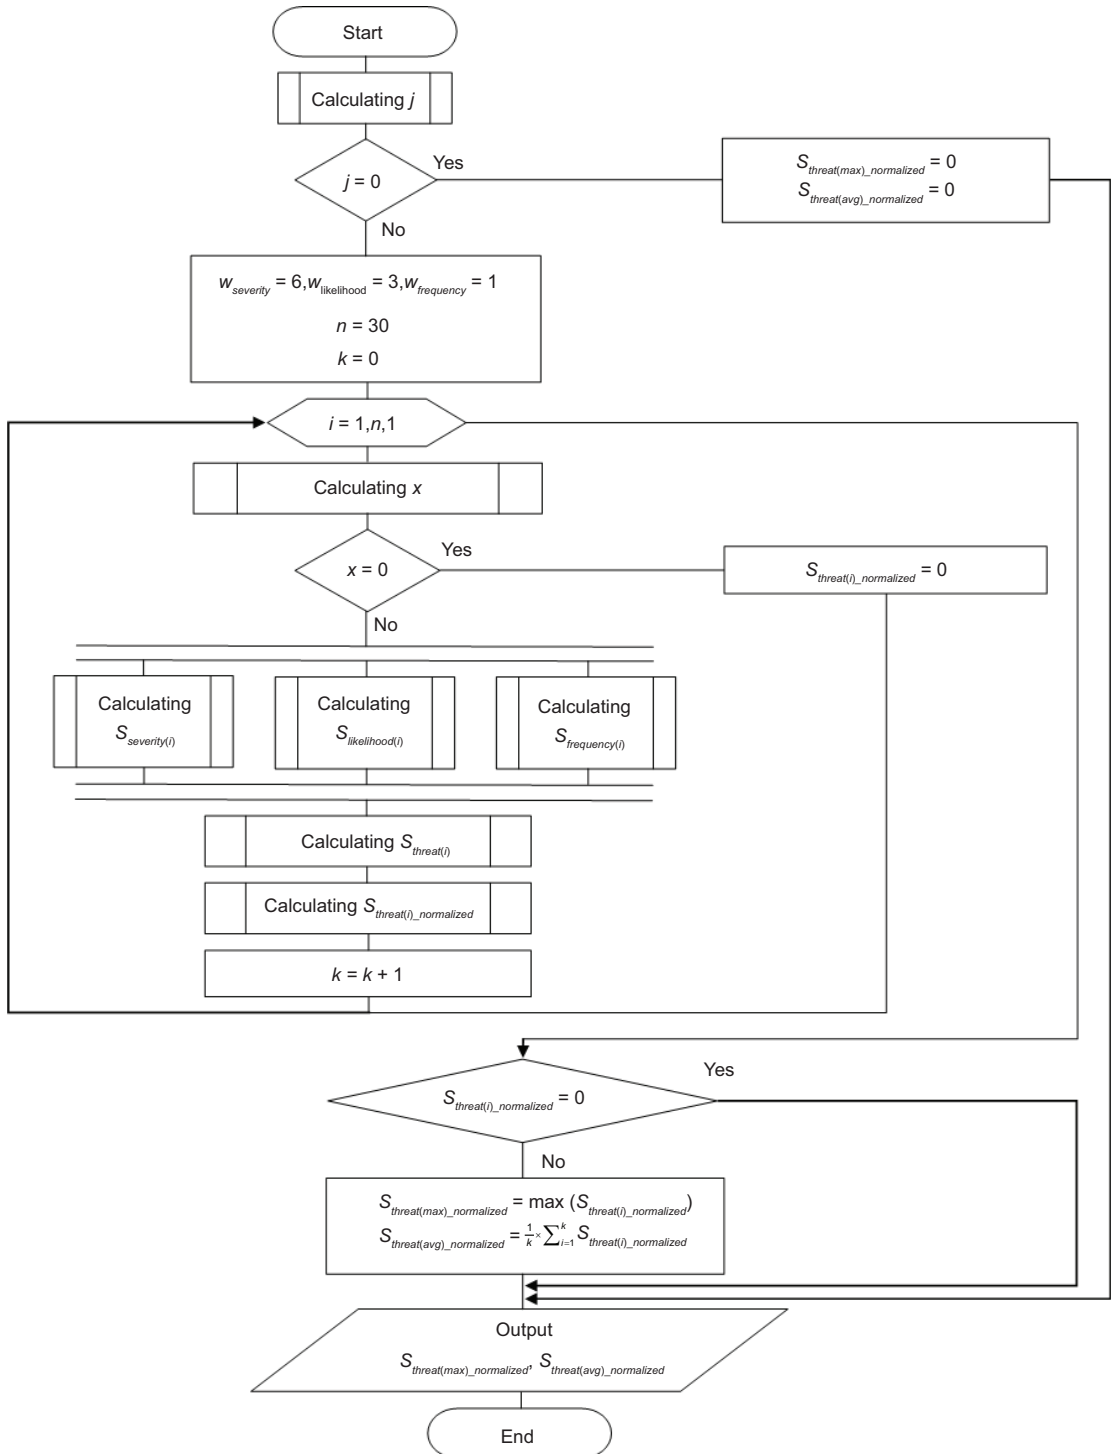 Start
Calculating j
j = 0
Yes
S_threat(max)_normalized = 0
S_threat(avg)_normalized = 0
No
w_severity = 6,w_likelihood = 3,w_frequency = 1
n = 30
k = 0
i = 1,n,1
Calculating x
x = 0
Yes
S_threat(i)_normalized = 0
No
Calculating
S_severity(i)
Calculating
S_likelihood(i)
Calculating
S_frequency(i)
Calculating S_threat(i)
Calculating S_threat(i)_normalized
k = k + 1
S_threat(i)_normalized = 0
Yes
No
S_threat(max)_normalized = max (S_threat(i)_normalized)
S_threat(avg)_normalized = 1/k × ∑_{i=1}^{k} S_threat(i)_normalized
Output
S_threat(max)_normalized, S_threat(avg)_normalized
End